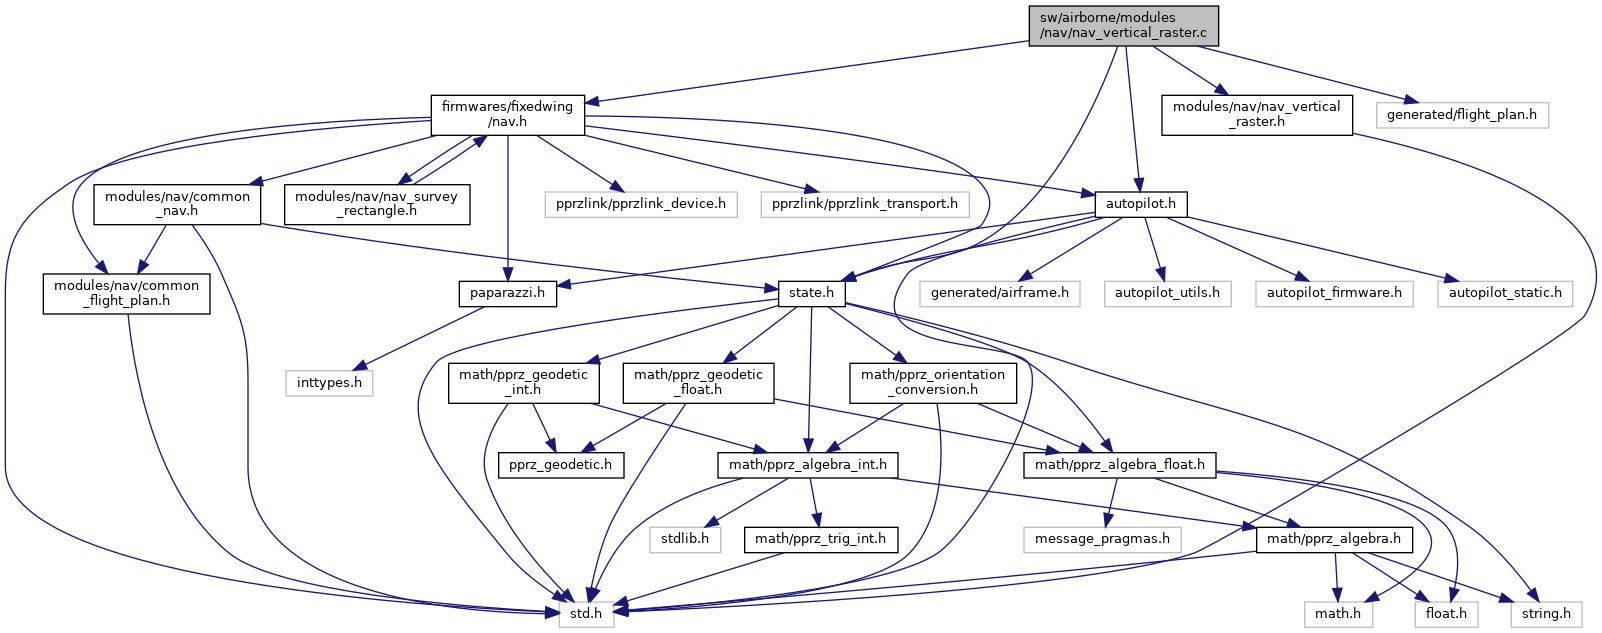 sw/airborne/modules
/nav/nav_vertical_raster.c
firmwares/fixedwing
/nav.h
modules/nav/nav_vertical
_raster.h
generated/flight_plan.h
modules/nav/common
_nav.h
modules/nav/nav_survey
_rectangle.h
pprzlink/pprzlink_device.h
pprzlink/pprzlink_transport.h
autopilot.h
modules/nav/common
_flight_plan.h
paparazzi.h
state.h
generated/airframe.h
autopilot_utils.h
autopilot_firmware.h
autopilot_static.h
inttypes.h
math/pprz_geodetic
_int.h
math/pprz_geodetic
_float.h
math/pprz_orientation
_conversion.h
pprz_geodetic.h
math/pprz_algebra_int.h
math/pprz_algebra_float.h
stdlib.h
math/pprz_trig_int.h
message_pragmas.h
math/pprz_algebra.h
std.h
math.h
float.h
string.h